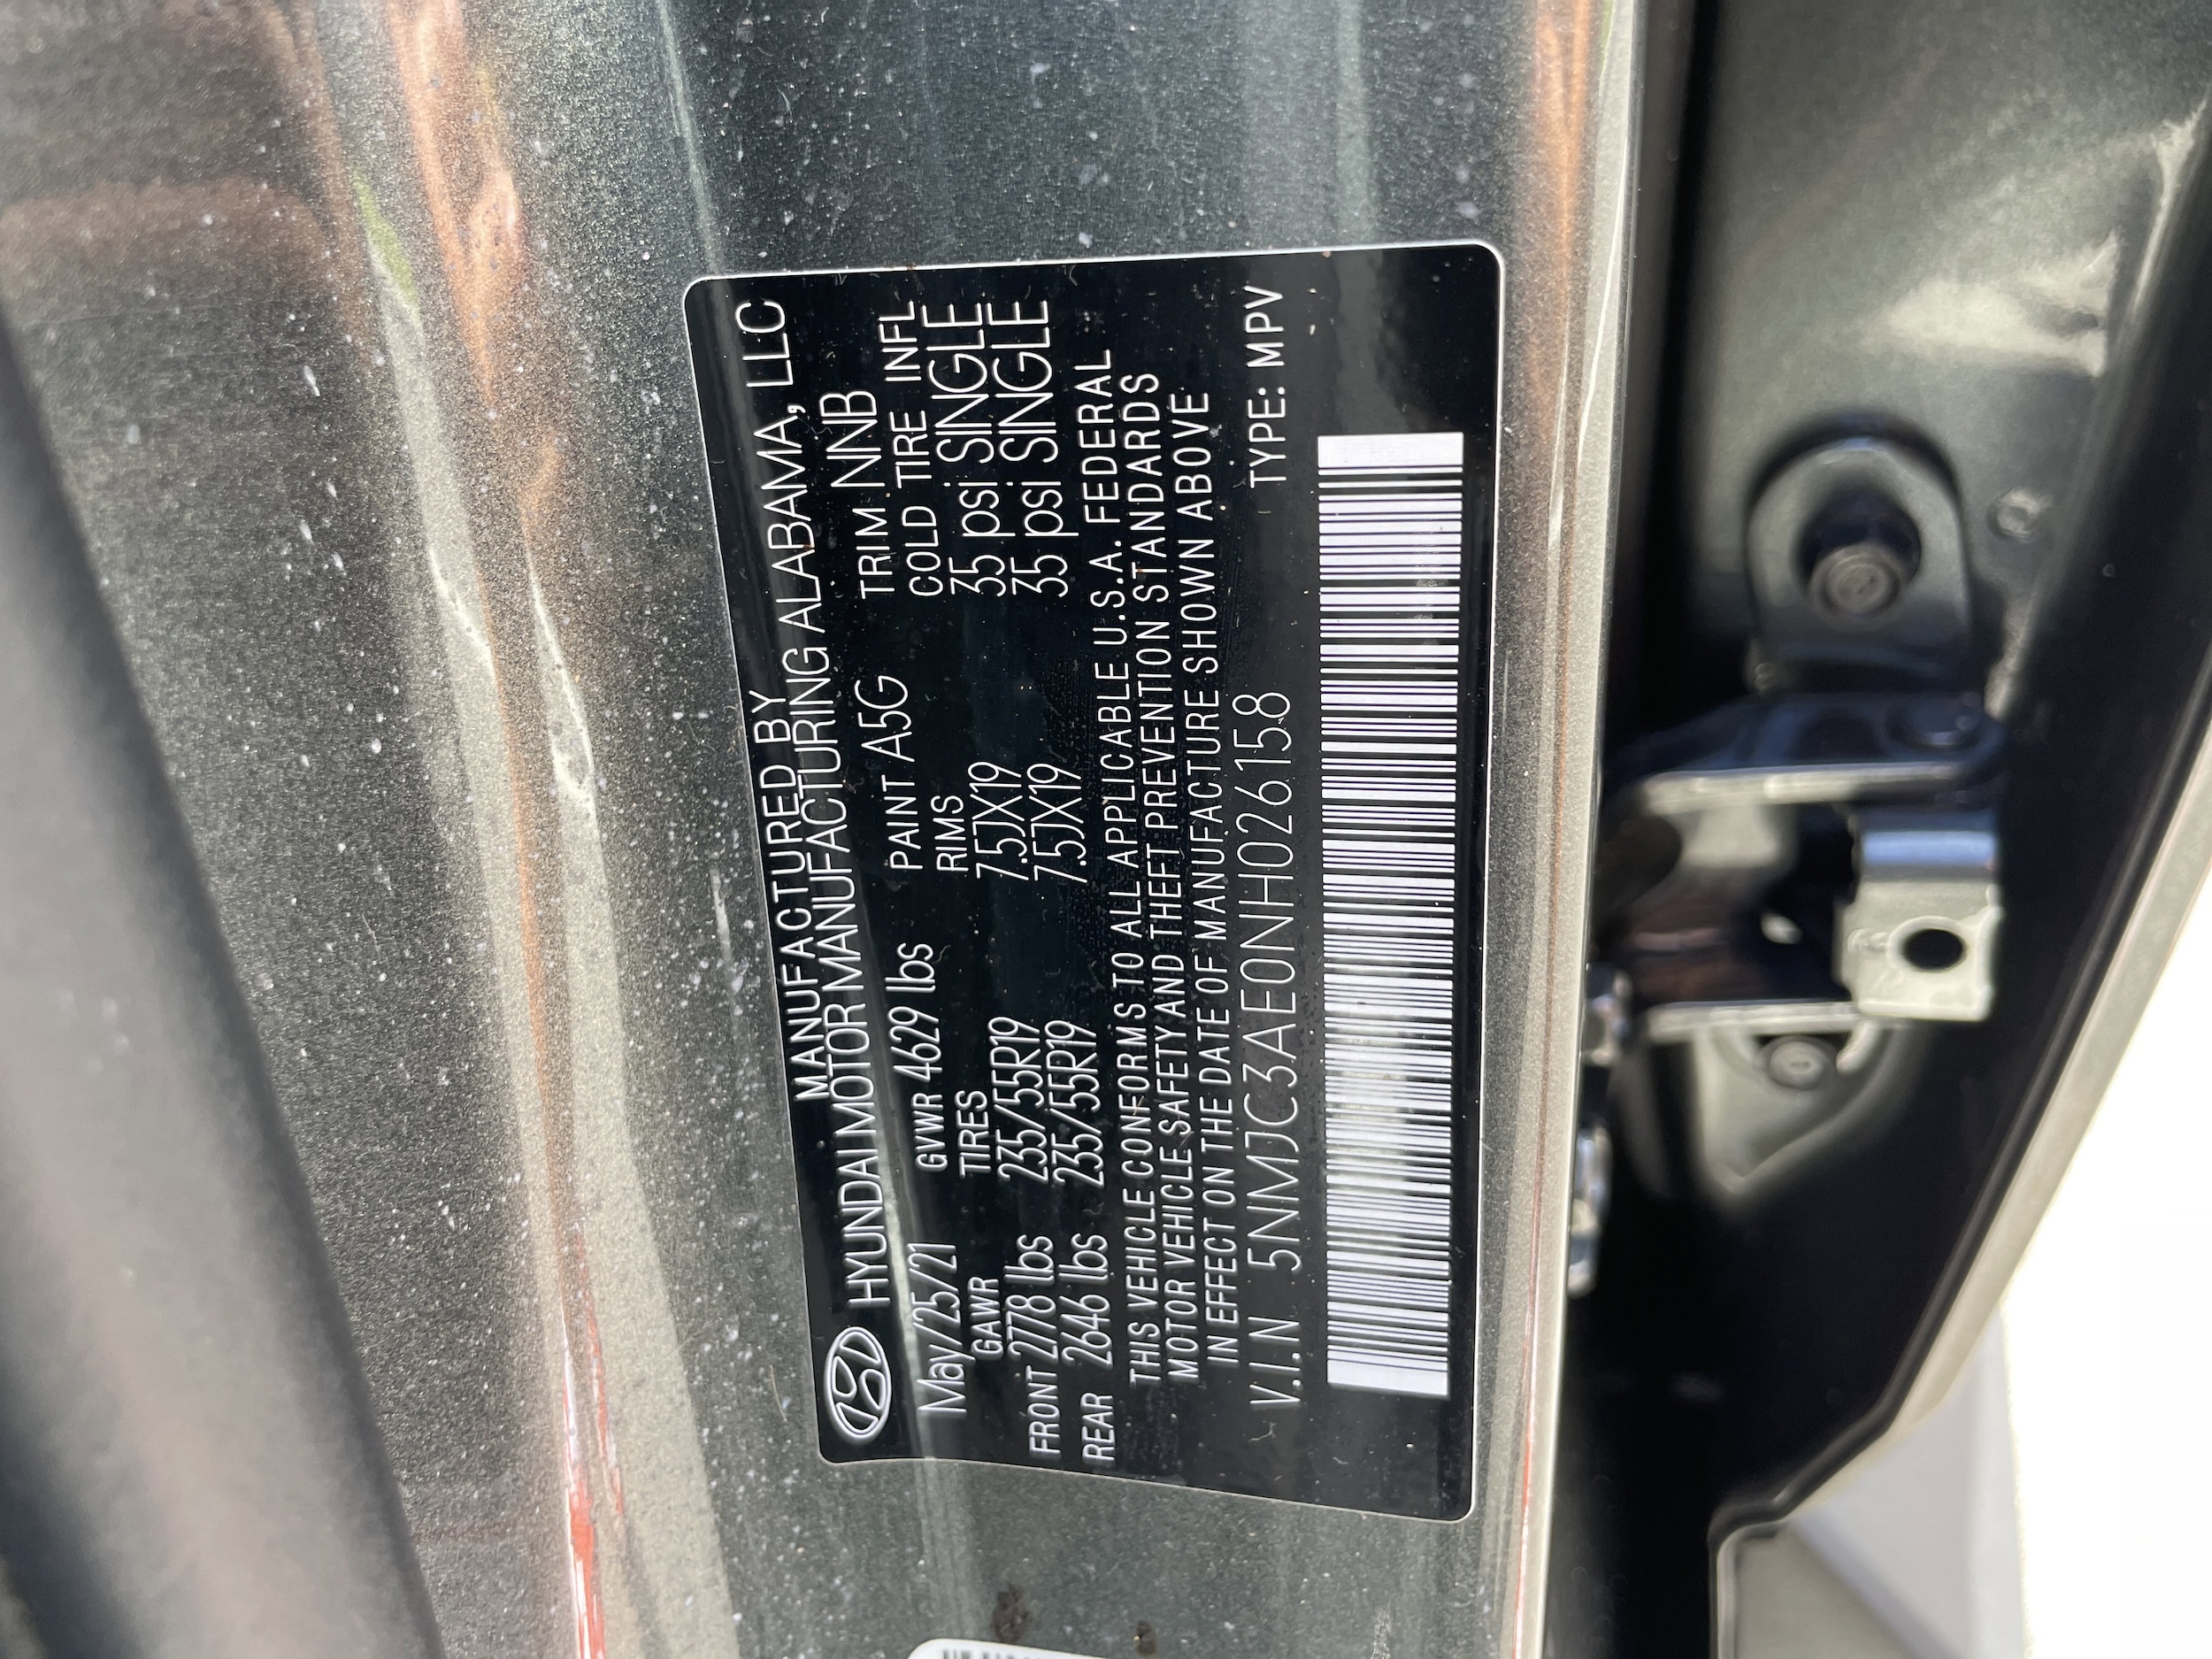 MANUFACTURED BY
HYUNDAI MOTOR MANUFACTURING ALABAMA, LLC
May/25/21 GVWR 4629 lbs PAINT A5G TRIM NNB
GAWR TIRES RIMS COLD TIRE INFL
FRONT 2778 lbs 235/55R19 7.5JX19 35 psi SINGLE
REAR 2646 lbs 235/55R19 7.5JX19 35 psi SINGLE
THIS VEHICLE CONFORMS TO ALL APPLICABLE U.S.A. FEDERAL
MOTOR VEHICLE SAFETY AND THEFT PREVENTION STANDARDS
IN EFFECT ON THE DATE OF MANUFACTURE SHOWN ABOVE
V.I.N 5NMJC3AE0NH026158 TYPE: MPV